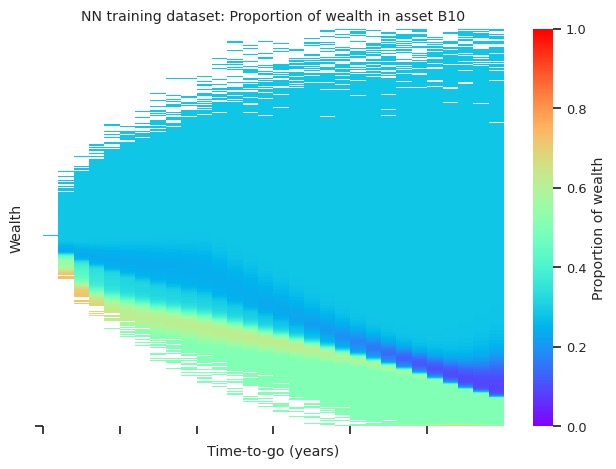 NN training dataset: Proportion of wealth in asset B10
Wealth
Time-to-go (years)
1.0
0.8
0.6
0.4
0.2
0.0
Proportion of wealth